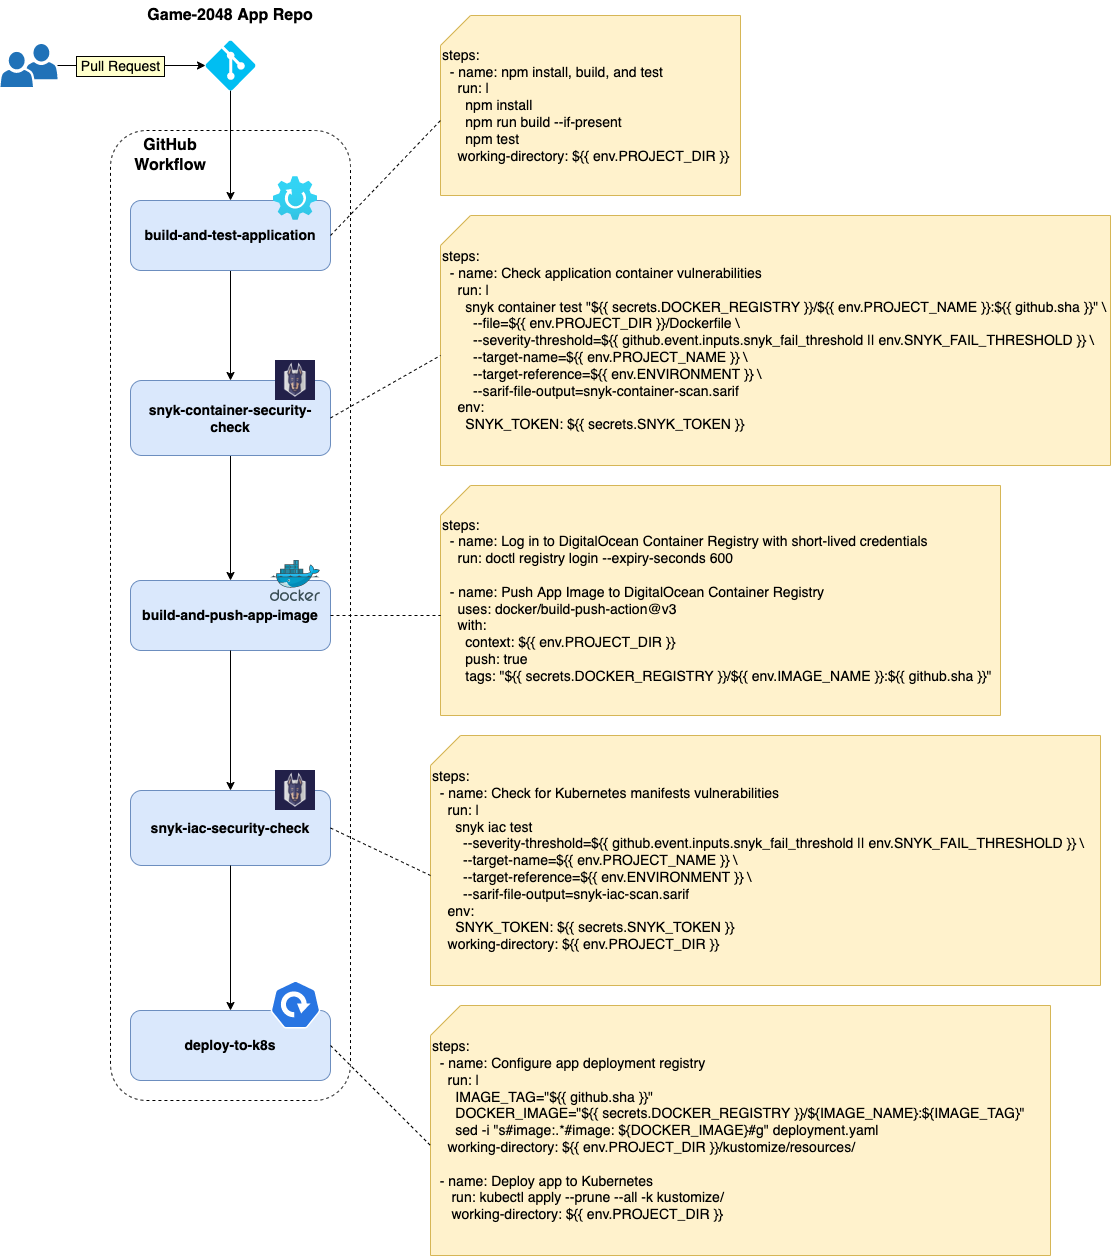 Game-2048 App Repo
Pull Request
GitHub
Workflow
build-and-test-application
steps:
  - name: npm install, build, and test
    run: |
      npm install
      npm run build --if-present
      npm test
    working-directory: ${{ env.PROJECT_DIR }}
snyk-container-security-
check
steps:
  - name: Check application container vulnerabilities
    run: |
      snyk container test "${{ secrets.DOCKER_REGISTRY }}/${{ env.PROJECT_NAME }}:${{ github.sha }}" \
        --file=${{ env.PROJECT_DIR }}/Dockerfile \
        --severity-threshold=${{ github.event.inputs.snyk_fail_threshold || env.SNYK_FAIL_THRESHOLD }} \
        --target-name=${{ env.PROJECT_NAME }} \
        --target-reference=${{ env.ENVIRONMENT }} \
        --sarif-file-output=snyk-container-scan.sarif
    env:
      SNYK_TOKEN: ${{ secrets.SNYK_TOKEN }}
docker
build-and-push-app-image
steps:
  - name: Log in to DigitalOcean Container Registry with short-lived credentials
    run: doctl registry login --expiry-seconds 600
  - name: Push App Image to DigitalOcean Container Registry
    uses: docker/build-push-action@v3
    with:
      context: ${{ env.PROJECT_DIR }}
      push: true
      tags: "${{ secrets.DOCKER_REGISTRY }}/${{ env.IMAGE_NAME }}:${{ github.sha }}"
snyk-iac-security-check
steps:
  - name: Check for Kubernetes manifests vulnerabilities
    run: |
      snyk iac test
        --severity-threshold=${{ github.event.inputs.snyk_fail_threshold || env.SNYK_FAIL_THRESHOLD }} \
        --target-name=${{ env.PROJECT_NAME }} \
        --target-reference=${{ env.ENVIRONMENT }} \
        --sarif-file-output=snyk-iac-scan.sarif
    env:
      SNYK_TOKEN: ${{ secrets.SNYK_TOKEN }}
    working-directory: ${{ env.PROJECT_DIR }}
deploy-to-k8s
steps:
  - name: Configure app deployment registry
    run: |
      IMAGE_TAG="${{ github.sha }}"
      DOCKER_IMAGE="${{ secrets.DOCKER_REGISTRY }}/${IMAGE_NAME}:${IMAGE_TAG}"
      sed -i "s#image:.*#image: ${DOCKER_IMAGE}#g" deployment.yaml
    working-directory: ${{ env.PROJECT_DIR }}/kustomize/resources/
  - name: Deploy app to Kubernetes
     run: kubectl apply --prune --all -k kustomize/
     working-directory: ${{ env.PROJECT_DIR }}